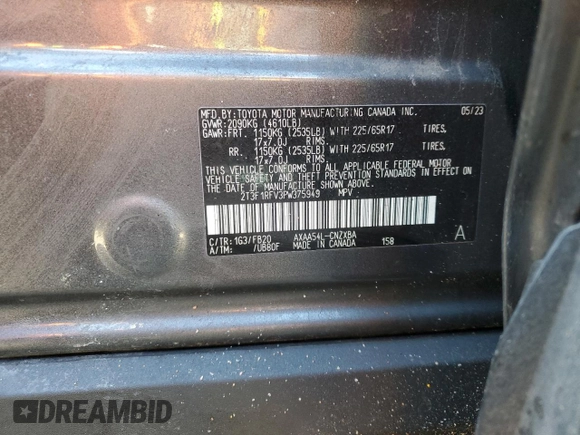 MFD.BY:TOYOTA MOTOR MANUFACTURING CANADA INC. 05/23
GVWR:2090KG (4610LB)
GAWR:FRT. 1150KG (2535LB) WITH 225/65R17 TIRES,
17x7.0J RIMS,
RR. 1150KG (2535LB) WITH 225/65R17 TIRES,
17x7.0J RIMS.
THIS VEHICLE CONFORMS TO ALL APPLICABLE FEDERAL MOTOR
VEHICLE SAFETY AND THEFT PREVENTION STANDARDS IN EFFECT
ON THE DATE OF MANUFACTURE SHOWN ABOVE.
2T3F1RFV3PW375949 MPV
C/TR: 1G3/FB20 AXAA54L-CNZXBA 158 A
A/TM: /UB80F MADE IN CANADA
DREAMBID